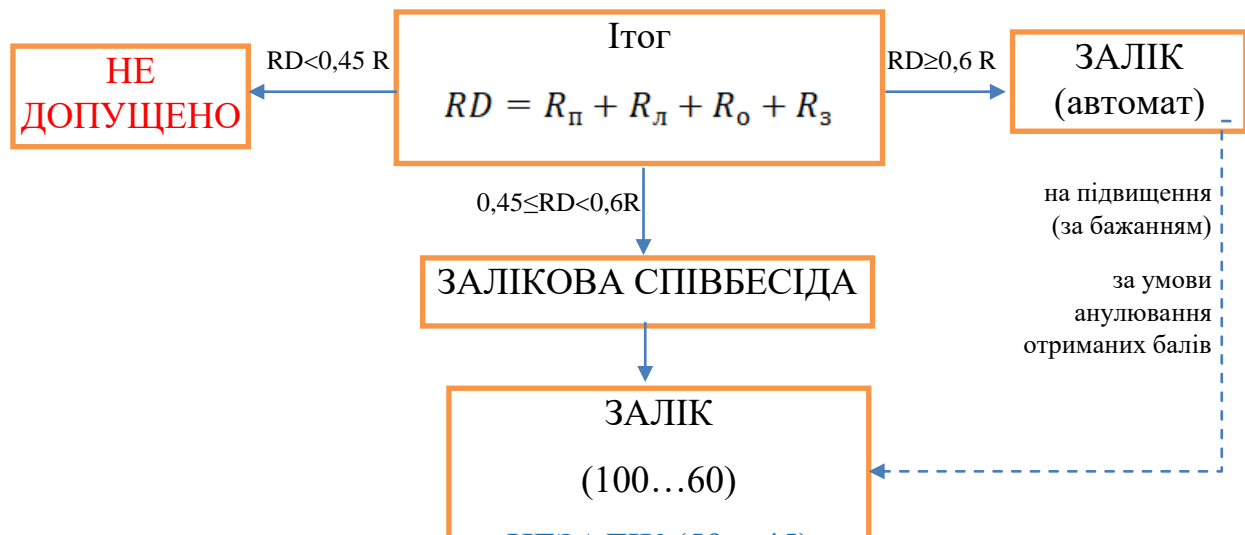 Ітог
RD = Rп + Rл + Rо + Rз
RD<0,45 R
НЕ
ДОПУЩЕНО
RD≥0,6 R
ЗАЛІК
(автомат)
0,45≤RD<0,6R
на підвищення
(за бажанням)
за умови
анулювання
отриманих балів
ЗАЛІКОВА СПІВБЕСІДА
ЗАЛІК
(100…60)